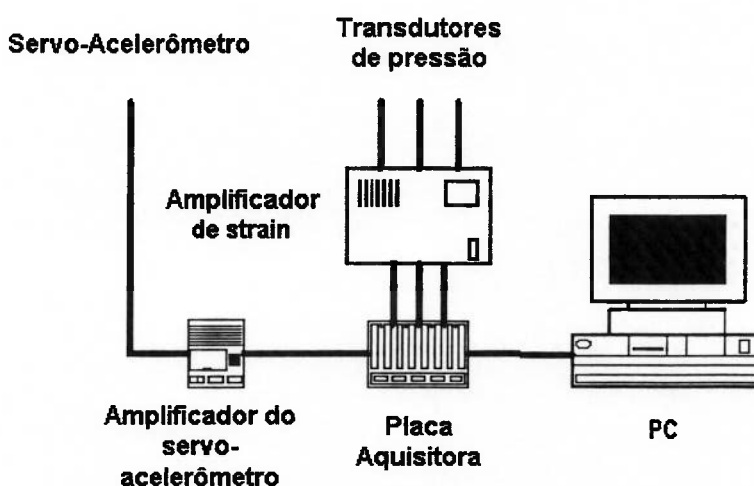 Servo-Acelerômetro
Transdutores
de pressão
Amplificador
de strain
Amplificador do
servo-
acelerômetro
Placa
Aquisitora
PC